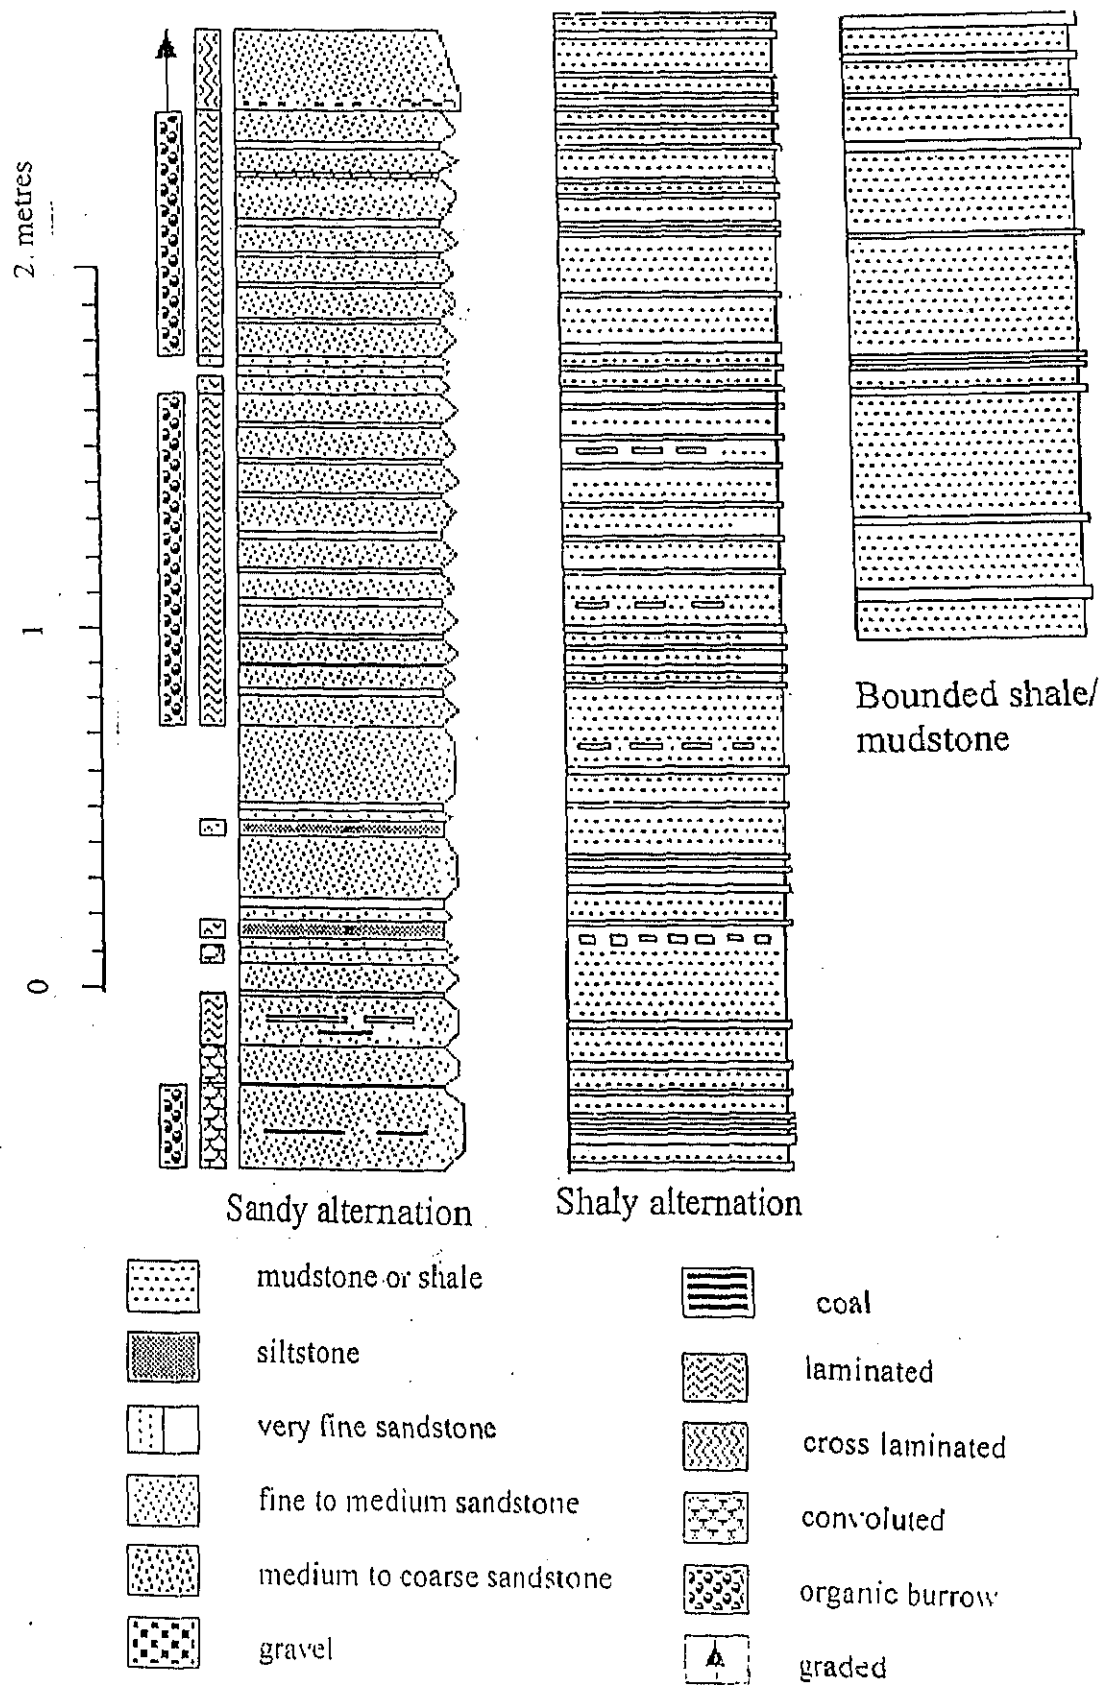 2. metres
1
0
Bounded shale/
mudstone
Sandy alternation
Shaly alternation
mudstone or shale
siltstone
very fine sandstone
fine to medium sandstone
medium to coarse sandstone
gravel
coal
laminated
cross laminated
convoluted
organic burrow
graded